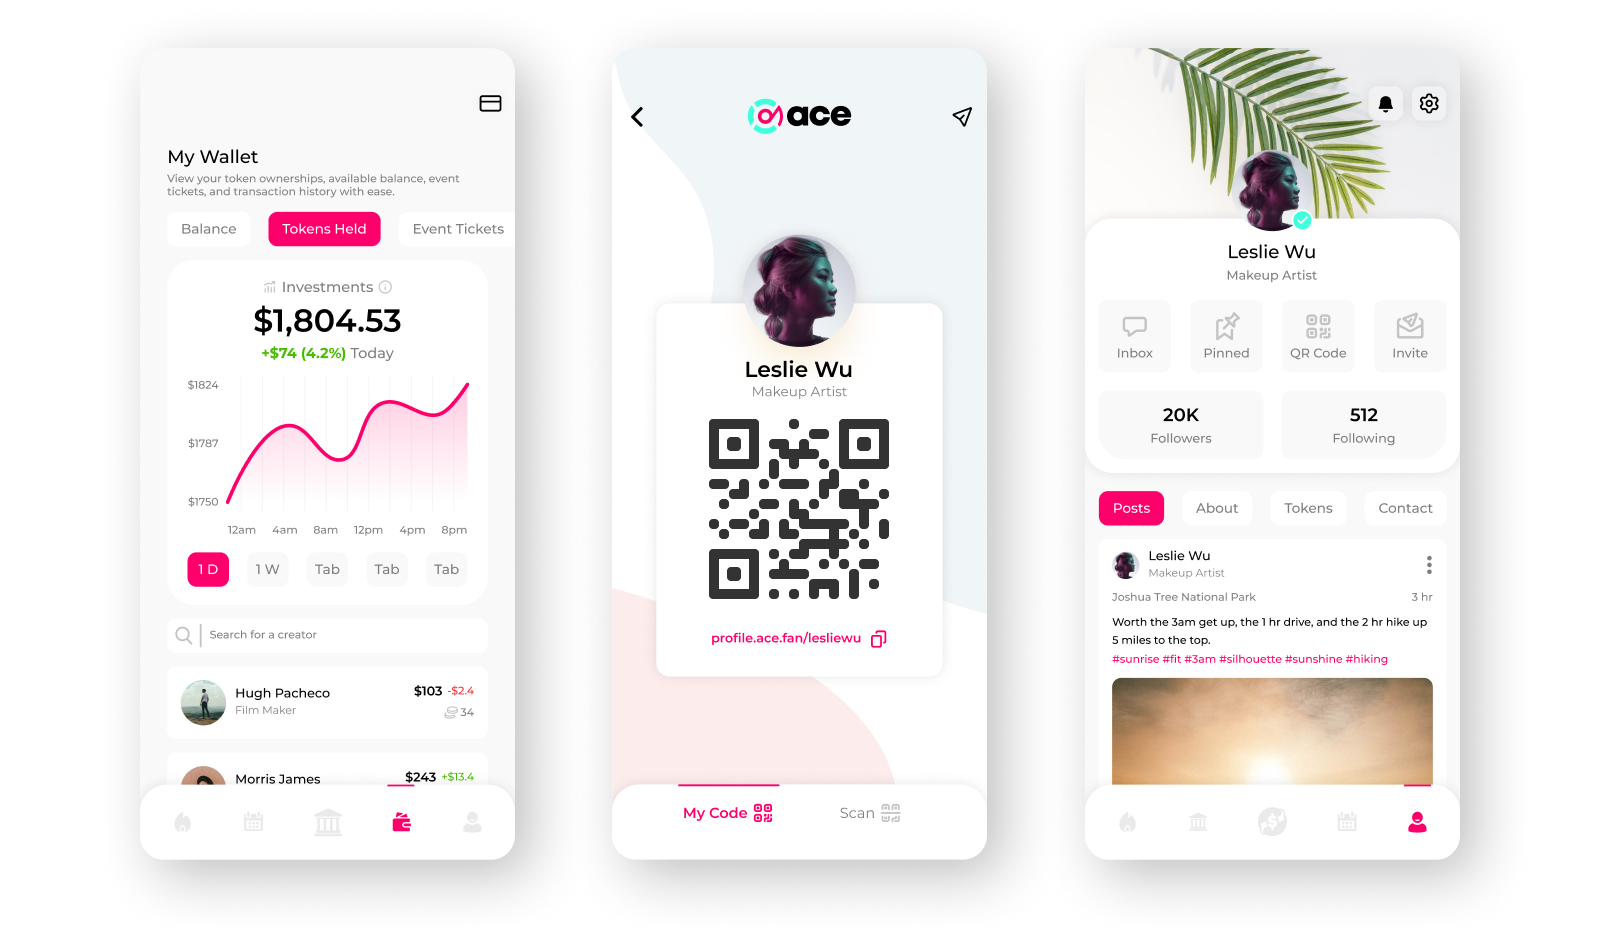 My Wallet
View your token ownerships, available balance, event
tickets, and transaction history with ease.
Balance
Tokens Held
Event Tickets
Investments
$1,804.53
+$74 (4.2%) Today
$1824
$1787
$1750
12am 4am 8am 12pm 4pm 8pm
1 D
1 W
Tab
Tab
Tab
Search for a creator
Hugh Pacheco
$103 -$2.4
Film Maker
34
Morris James
$243 +$13.4
ace
Leslie Wu
Makeup Artist
profile.ace.fan/lesliewu
My Code
Scan
Leslie Wu
Makeup Artist
Inbox
Pinned
QR Code
Invite
20K
Followers
512
Following
Posts
About
Tokens
Contact
Leslie Wu
Makeup Artist
Joshua Tree National Park
3 hr
Worth the 3am get up, the 1 hr drive, and the 2 hr hike up
5 miles to the top.
#sunrise #fit #3am #silhouette #sunshine #hiking